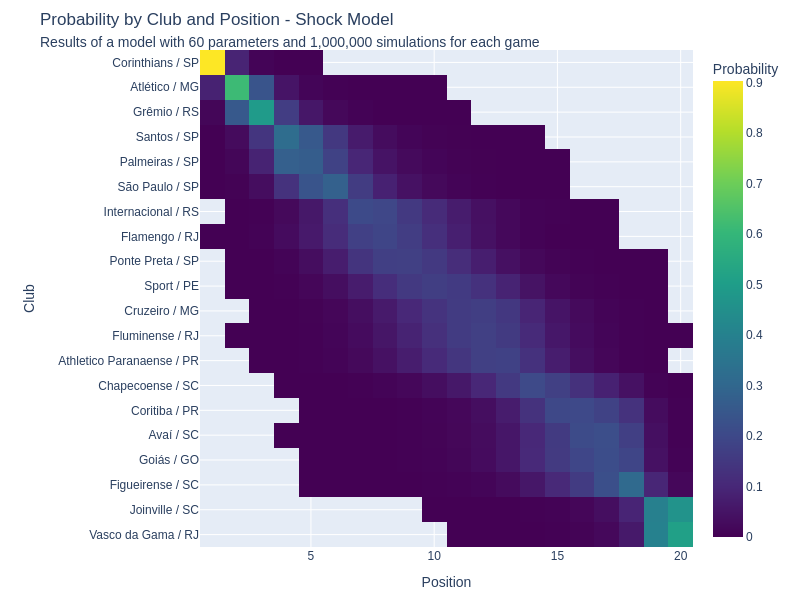 Probability by Club and Position - Shock Model
Results of a model with 60 parameters and 1,000,000 simulations for each game
Probability
Corinthians / SP
Atlético / MG
Grêmio / RS
Santos / SP
Palmeiras / SP
São Paulo / SP
Internacional / RS
Flamengo / RJ
Ponte Preta / SP
Sport / PE
Cruzeiro / MG
Fluminense / RJ
Athletico Paranaense / PR
Chapecoense / SC
Coritiba / PR
Avaí / SC
Goiás / GO
Figueirense / SC
Joinville / SC
Vasco da Gama / RJ
Club
5 10 15 20
Position
0.9
0.8
0.7
0.6
0.5
0.4
0.3
0.2
0.1
0